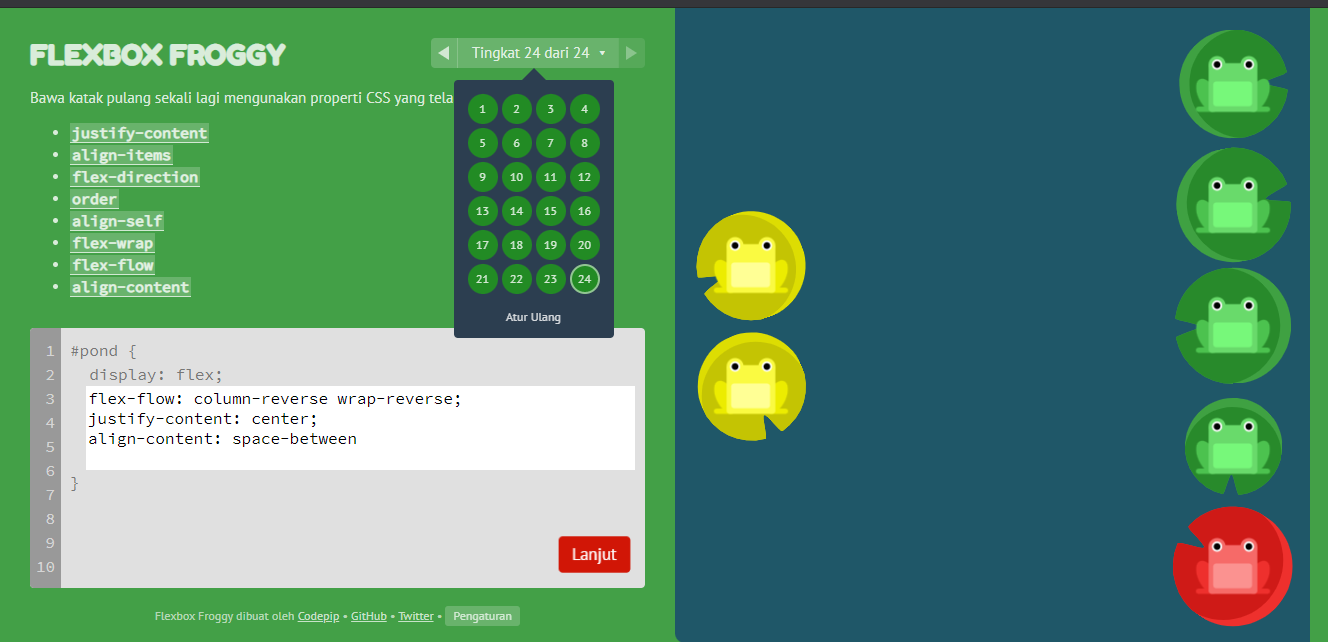 FLEXBOX FROGGY
◀ Tingkat 24 dari 24 ▾ ▶
Bawa katak pulang sekali lagi mengunakan properti CSS yang tela
1 2 3 4
5 6 7 8
9 10 11 12
13 14 15 16
17 18 19 20
21 22 23 24
Atur Ulang
• justify-content
• align-items
• flex-direction
• order
• align-self
• flex-wrap
• flex-flow
• align-content
1 #pond {
2 display: flex;
3 flex-flow: column-reverse wrap-reverse;
4 justify-content: center;
5 align-content: space-between
6
7 }
8
9
10
Lanjut
Flexbox Froggy dibuat oleh Codepip • GitHub • Twitter • Pengaturan